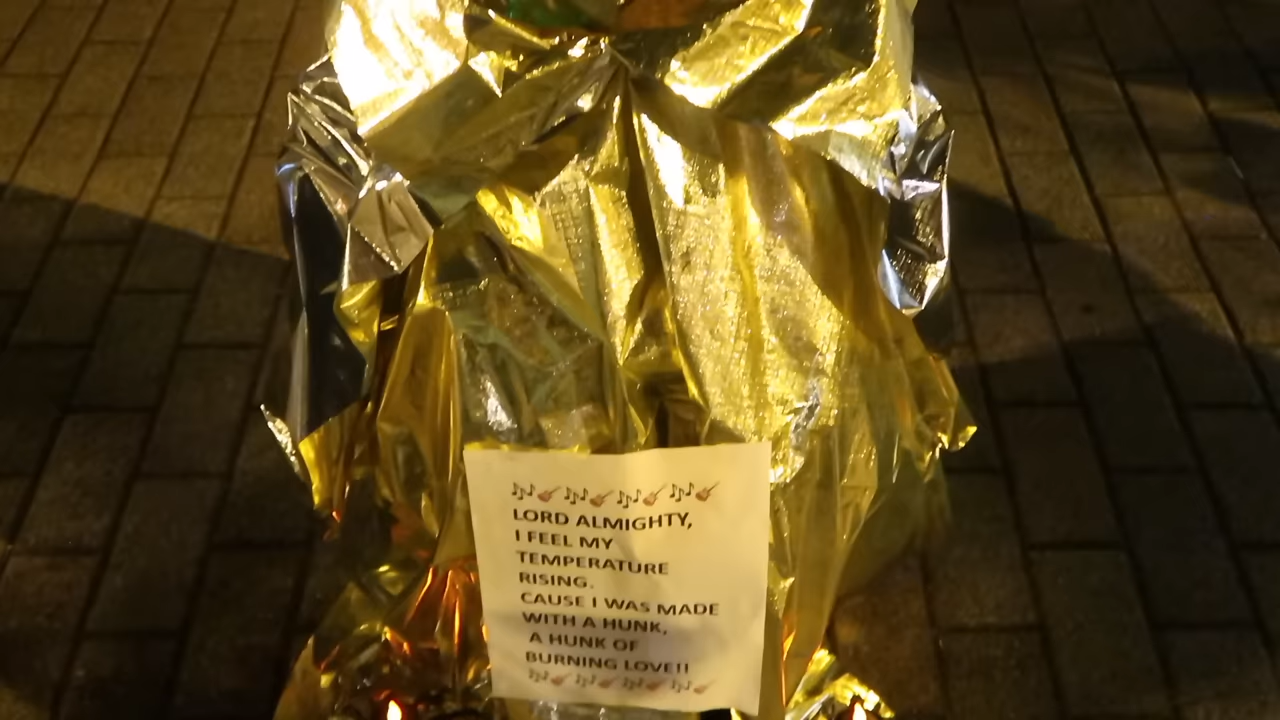 🎶🎸🎶🎸🎶🎸🎶🎸
LORD ALMIGHTY,
I FEEL MY
TEMPERATURE
RISING.
CAUSE I WAS MADE
WITH A HUNK,
A HUNK OF
BURNING LOVE!!
🎶🎸🎶🎸🎶🎸🎶🎸